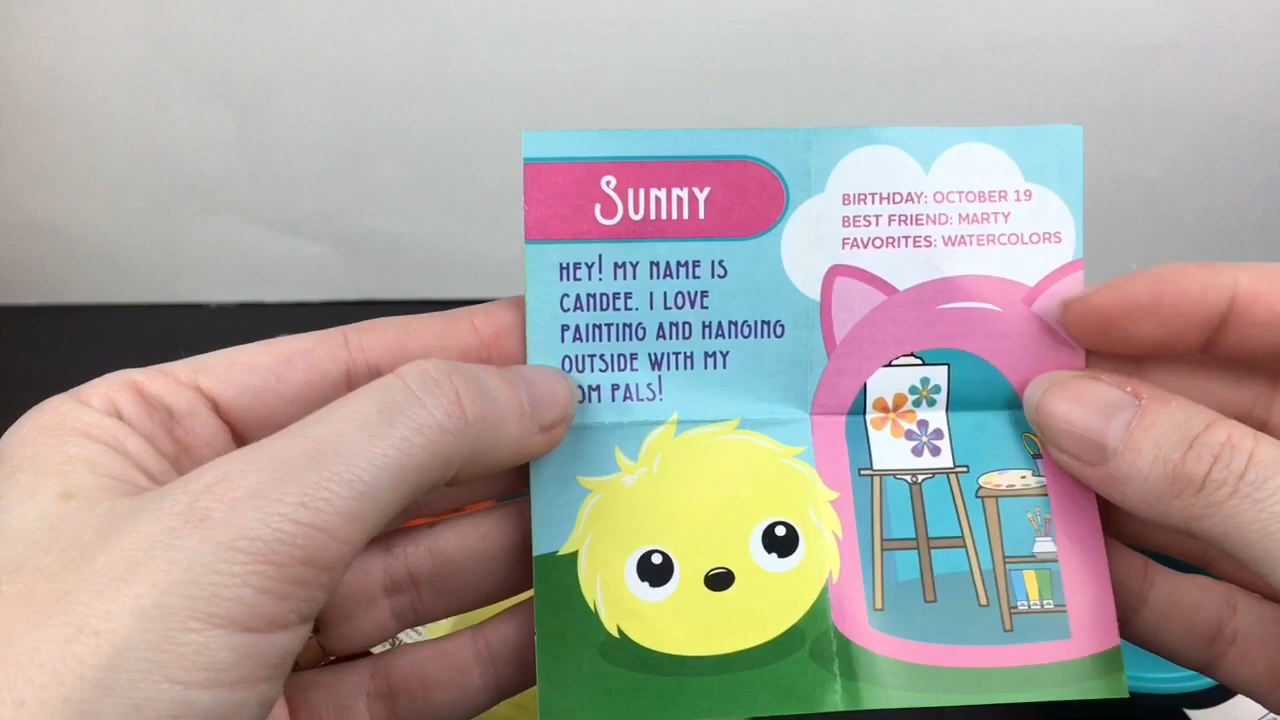 SUNNY
HEY! MY NAME IS
CANDEE. I LOVE
PAINTING AND HANGING
OUTSIDE WITH MY
PALS!
BIRTHDAY: OCTOBER 19
BEST FRIEND: MARTY
FAVORITES: WATERCOLORS